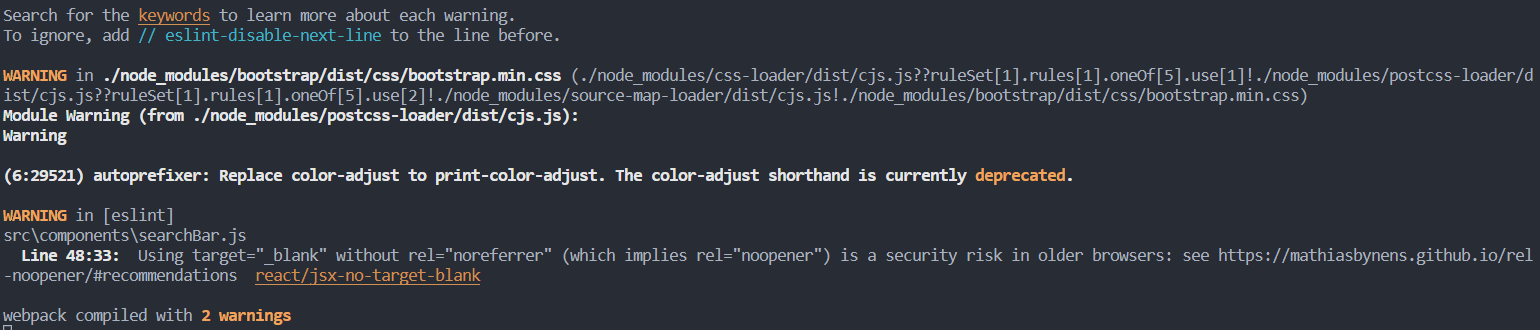 Search for the keywords to learn more about each warning.
To ignore, add // eslint-disable-next-line to the line before.
WARNING in ./node_modules/bootstrap/dist/css/bootstrap.min.css (./node_modules/css-loader/dist/cjs.js??ruleSet[1].rules[1].oneOf[5].use[1]!./node_modules/postcss-loader/d
ist/cjs.js??ruleSet[1].rules[1].oneOf[5].use[2]!./node_modules/source-map-loader/dist/cjs.js!./node_modules/bootstrap/dist/css/bootstrap.min.css)
Module Warning (from ./node_modules/postcss-loader/dist/cjs.js):
Warning
(6:29521) autoprefixer: Replace color-adjust to print-color-adjust. The color-adjust shorthand is currently deprecated.
WARNING in [eslint]
src\components\searchBar.js
Line 48:33:  Using target="_blank" without rel="noreferrer" (which implies rel="noopener") is a security risk in older browsers: see https://mathiasbynens.github.io/rel
-noopener/#recommendations  react/jsx-no-target-blank
webpack compiled with 2 warnings